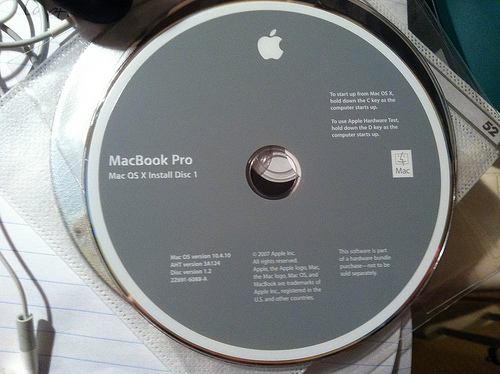 To start up from Mac OS X,
hold down the C key as the
computer starts up.
To use Apple Hardware Test,
hold down the D key as the
computer starts up.
MacBook Pro
Mac OS X Install Disc 1
Mac
Mac OS version 10.4.10
AHT version 3A124
Disc version 1.2
2Z691-6088-A
© 2007 Apple Inc.
All rights reserved.
Apple, the Apple logo, Mac,
the Mac logo, Mac OS, and
MacBook are trademarks of
Apple Inc., registered in the
U.S. and other countries.
This software is part
of a hardware bundle
purchase—not to be
sold separately.
52